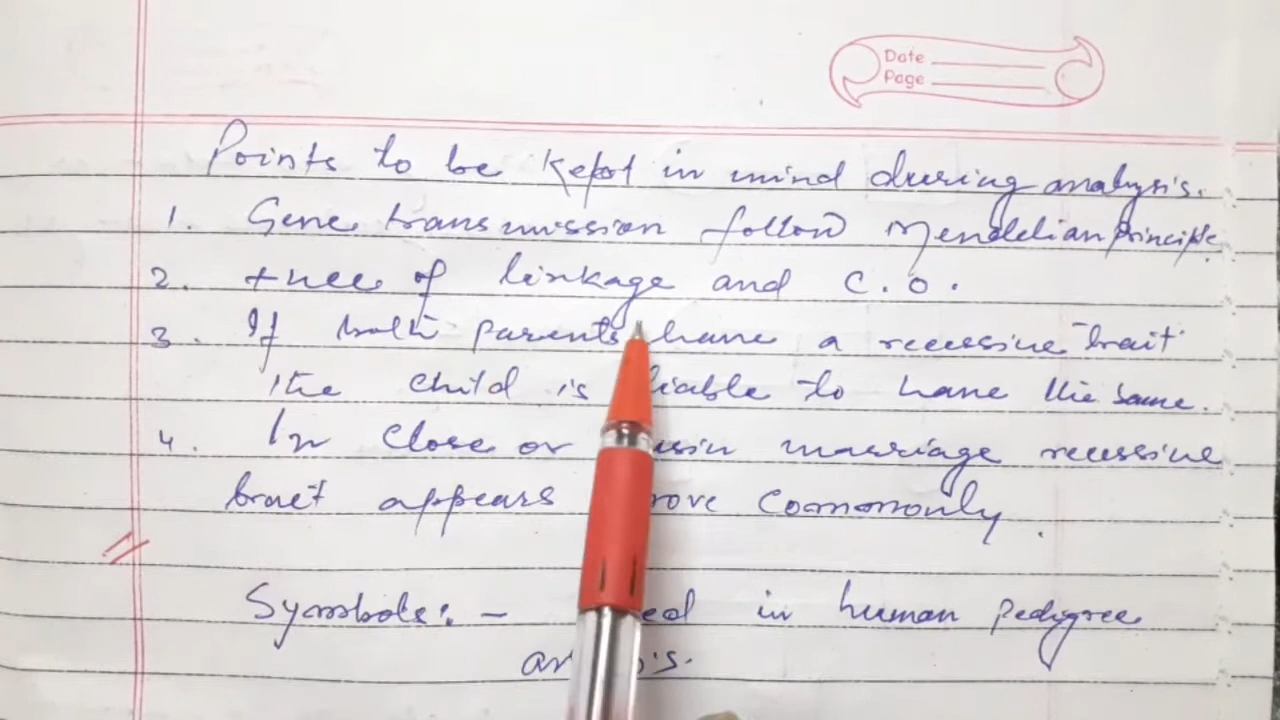 Date
Page
Points to be kept in mind during analysis.
1. Gene transmission follow Mendelian principle.
2. +nce of linkage and C.O.
3. If both parents have a recessive trait
the child is liable to have the same.
4. In close or marriage recessive
trait appears more commonly.
Symbols:- in human pedigree